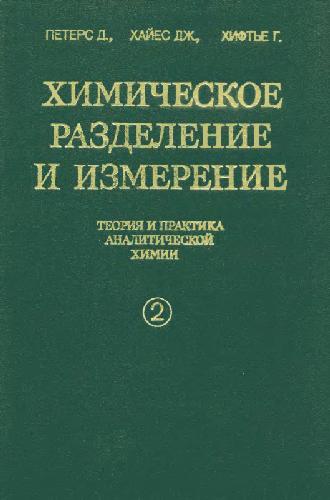 ПЕТЕРС Д., ХАЙЕС ДЖ., ХИФТЬЕ Г.
ХИМИЧЕСКОЕ
РАЗДЕЛЕНИЕ
И ИЗМЕРЕНИЕ
ТЕОРИЯ И ПРАКТИКА
АНАЛИТИЧЕСКОЙ
ХИМИИ
2